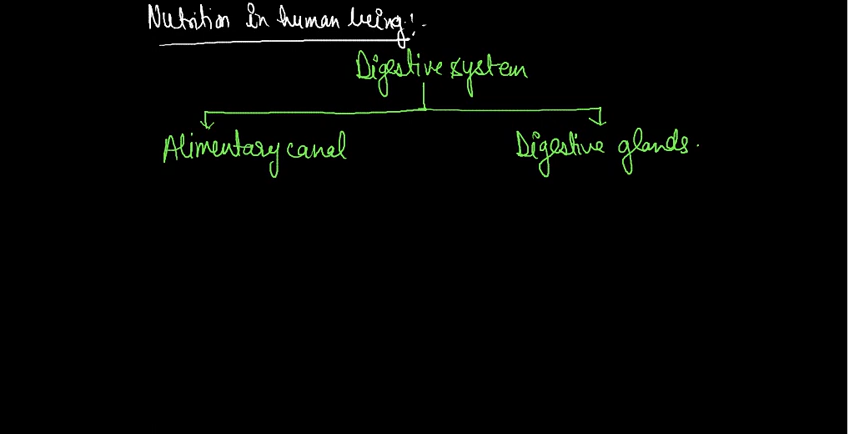 Nutrition in human being:-
Digestive system
Alimentary canal
Digestive glands.